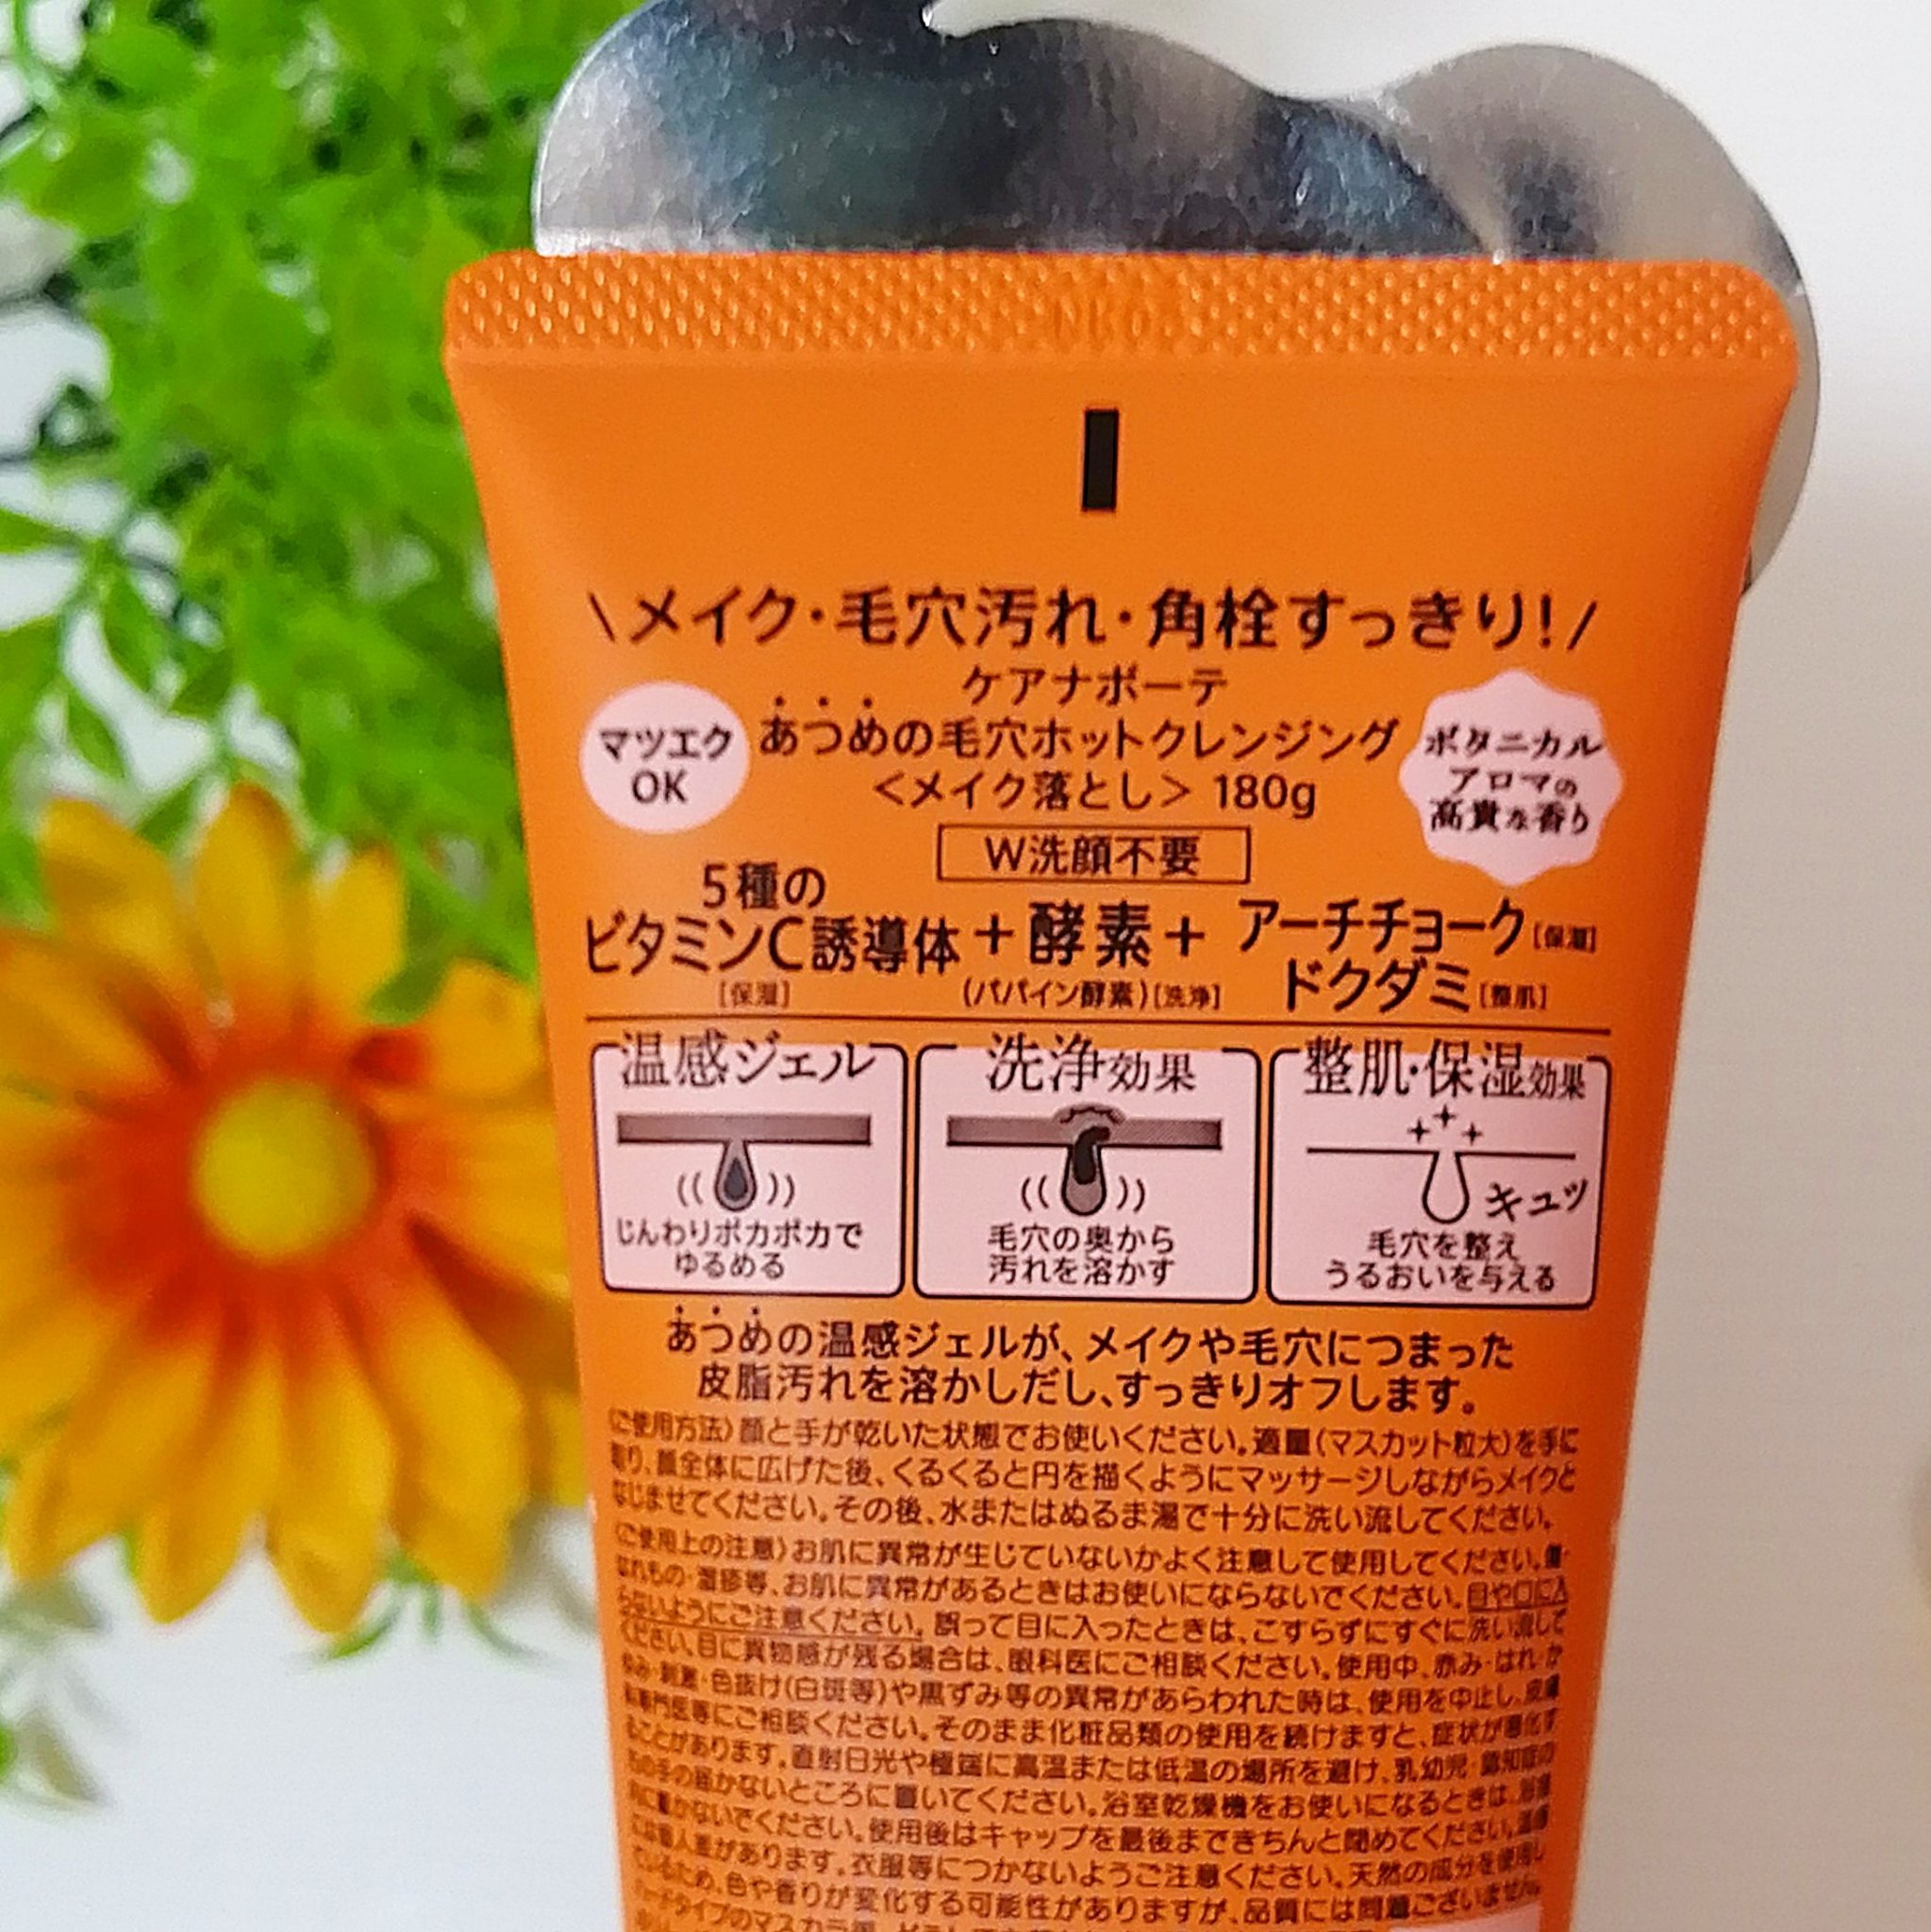 \メイク・毛穴汚れ・角栓すっきり!/
ケアナボーテ
あつめの毛穴ホットクレンジング
<メイク落とし> 180g
マツエク
OK
ボタニカル
アロマの
高貴な香り
W洗顔不要
5種の
ビタミンC誘導体
[保湿]
+
酵素
(パパイン酵素)[洗浄]
+
アーチチョーク[保湿]
ドクダミ[整肌]
温感ジェル
じんわりポカポカで
ゆるめる
洗浄効果
毛穴の奥から
汚れを溶かす
整肌・保湿効果
キュッ
毛穴を整え
うるおいを与える
あつめの温感ジェルが、メイクや毛穴につまった
皮脂汚れを溶かしだし、すっきりオフします。
〈ご使用方法〉顔と手が乾いた状態でお使いください。適量(マスカット粒大)を手に
取り、顔全体に広げた後、くるくると円を描くようにマッサージしながらメイクと
なじませてください。その後、水またはぬるま湯で十分に洗い流してください。
〈ご使用上の注意〉お肌に異常が生じていないかよく注意して使用してください。傷・
はれもの・湿疹等、お肌に異常があるときはお使いにならないでください。目や口に入
らないようにご注意ください。誤って目に入ったときは、こすらずにすぐに洗い流して
ください。目に異物感が残る場合は、眼科医にご相談ください。使用中、赤み・はれ・か
ゆみ・刺激・色抜け(白斑等)や黒ずみ等の異常があらわれた時は、使用を中止し、皮膚
科専門医等にご相談ください。そのまま化粧品類の使用を続けますと、症状が悪化す
ることがあります。直射日光や極端に高温または低温の場所を避け、乳幼児・認知症の
方の手の届かないところに置いてください。浴室乾燥機をお使いになるときは、浴室
内に置かないでください。使用後はキャップを最後まできちんと閉めてください。温感
には個人差があります。衣服等につかないようご注意ください。天然の成分を使用し
ているため、色や香りが変化する可能性がありますが、品質には問題ございません。
タイプのマスカラ